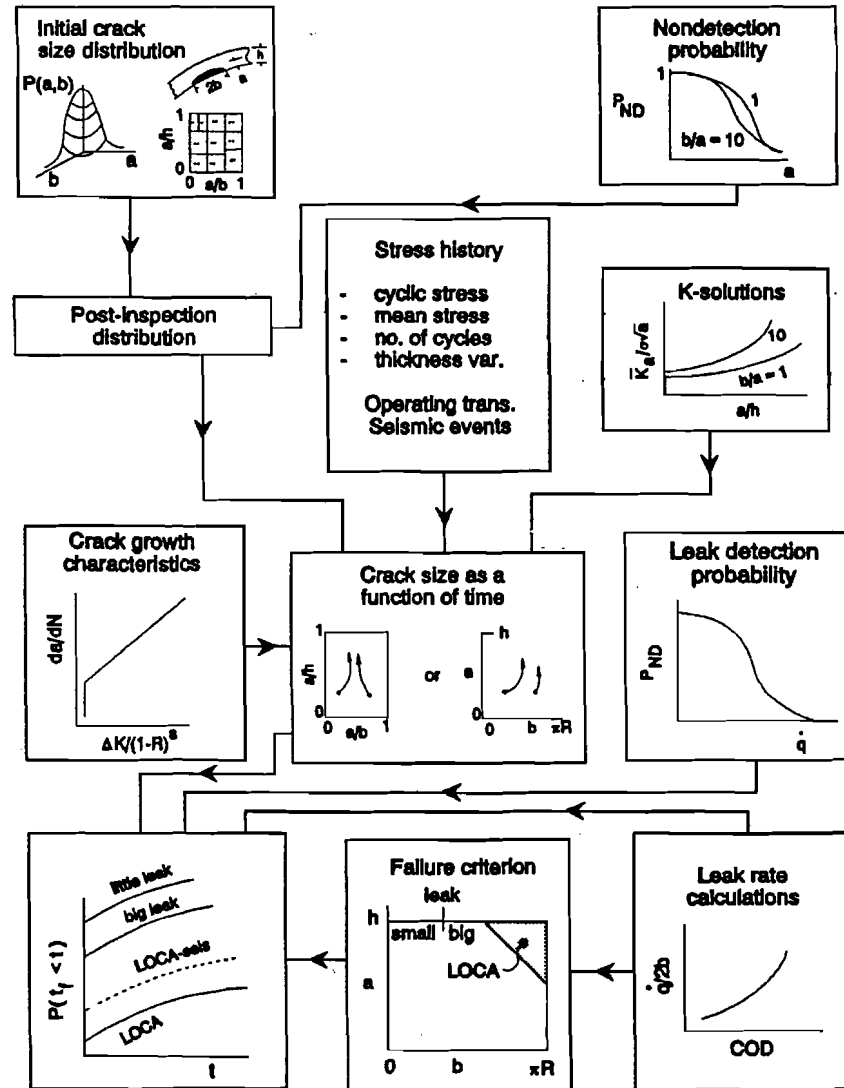 Initial crack
size distribution
P(a,b)
h
2b
a
b
a
1
a/h
0
0 a/b 1
Nondetection
probability
1
P̄ND
1
b/a = 10
a
Post-inspection
distribution
Stress history
- cyclic stress
- mean stress
- no. of cycles
- thickness var.
Operating trans.
Seismic events
K-solutions
K̄a/σ√a
10
b/a = 1
a/h
Crack growth
characteristics
da/dN
ΔK/(1-R)^s
Crack size as a
function of time
1
a/h
0
0 a/b 1
or
h
a
0
0 b πR
Leak detection
probability
PND
q̇
little leak
big leak
LOCA-seis
LOCA
P(tf < t)
t
Failure criterion
leak
h
small big
LOCA
a
0 b πR
Leak rate
calculations
q̇/2b
COD